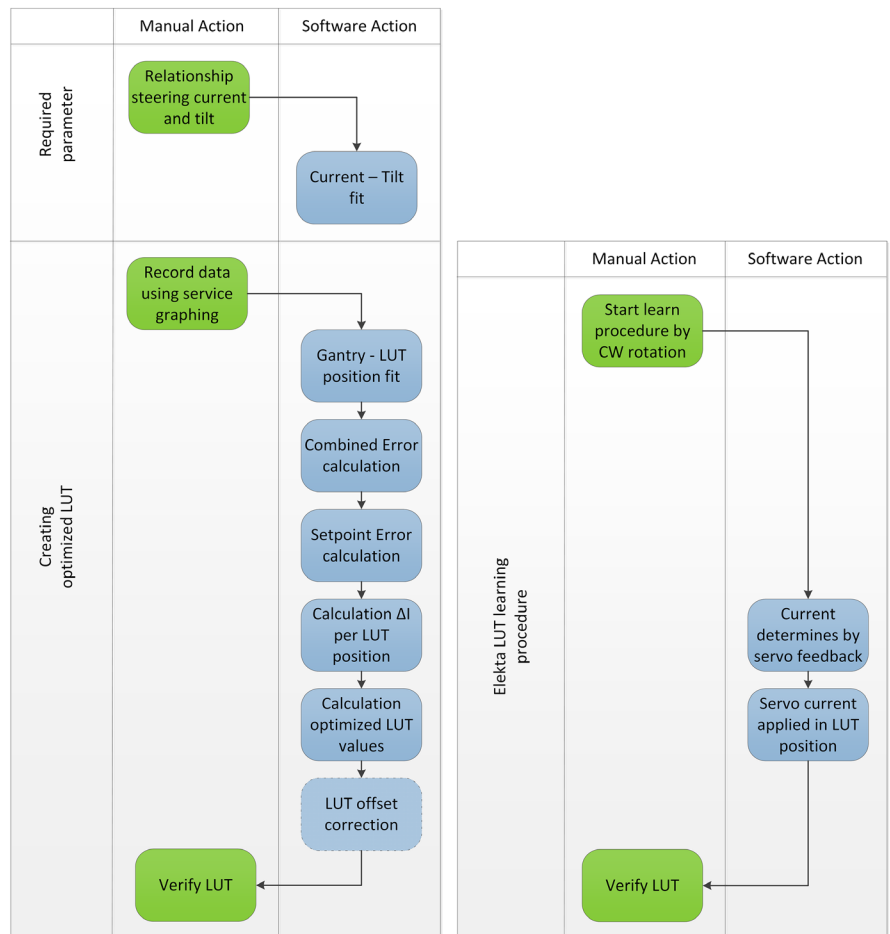 Manual Action
Software Action
Required
parameter
Relationship
steering current
and tilt
Current – Tilt
fit
Creating
optimized LUT
Record data
using service
graphing
Gantry - LUT
position fit
Combined Error
calculation
Setpoint Error
calculation
Calculation ΔI
per LUT
position
Calculation
optimized LUT
values
LUT offset
correction
Verify LUT
Manual Action
Software Action
Elekta LUT learning
procedure
Start learn
procedure by
CW rotation
Current
determines by
servo feedback
Servo current
applied in LUT
position
Verify LUT